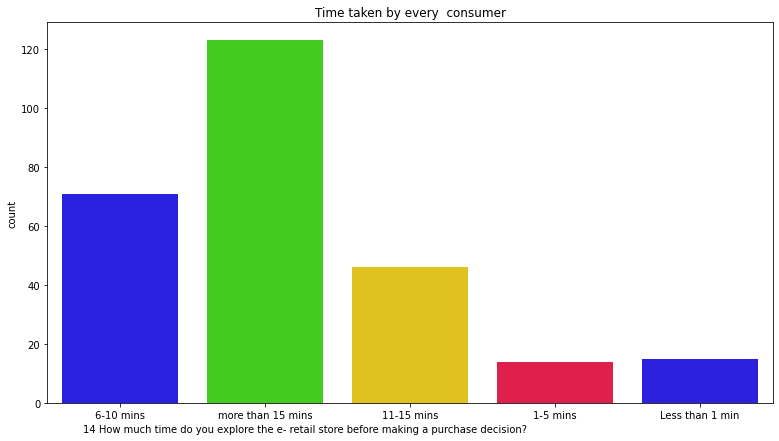 Time taken by every  consumer
120
100
80
60
40
20
0
count
6-10 mins
more than 15 mins
11-15 mins
1-5 mins
Less than 1 min
14 How much time do you explore the e- retail store before making a purchase decision?